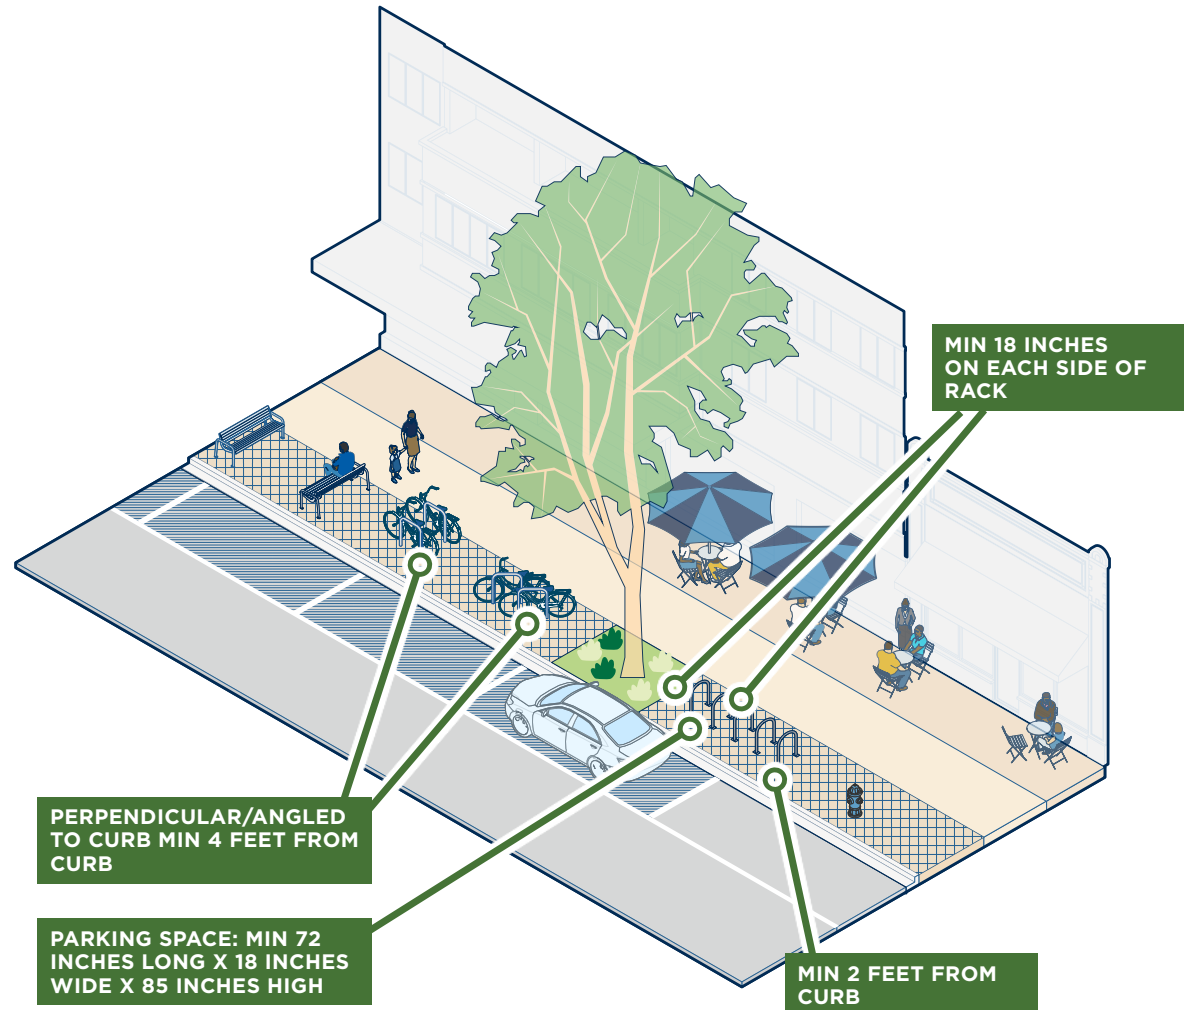 MIN 18 INCHES
ON EACH SIDE OF
RACK
PERPENDICULAR/ANGLED
TO CURB MIN 4 FEET FROM
CURB
PARKING SPACE: MIN 72
INCHES LONG X 18 INCHES
WIDE X 85 INCHES HIGH
MIN 2 FEET FROM
CURB